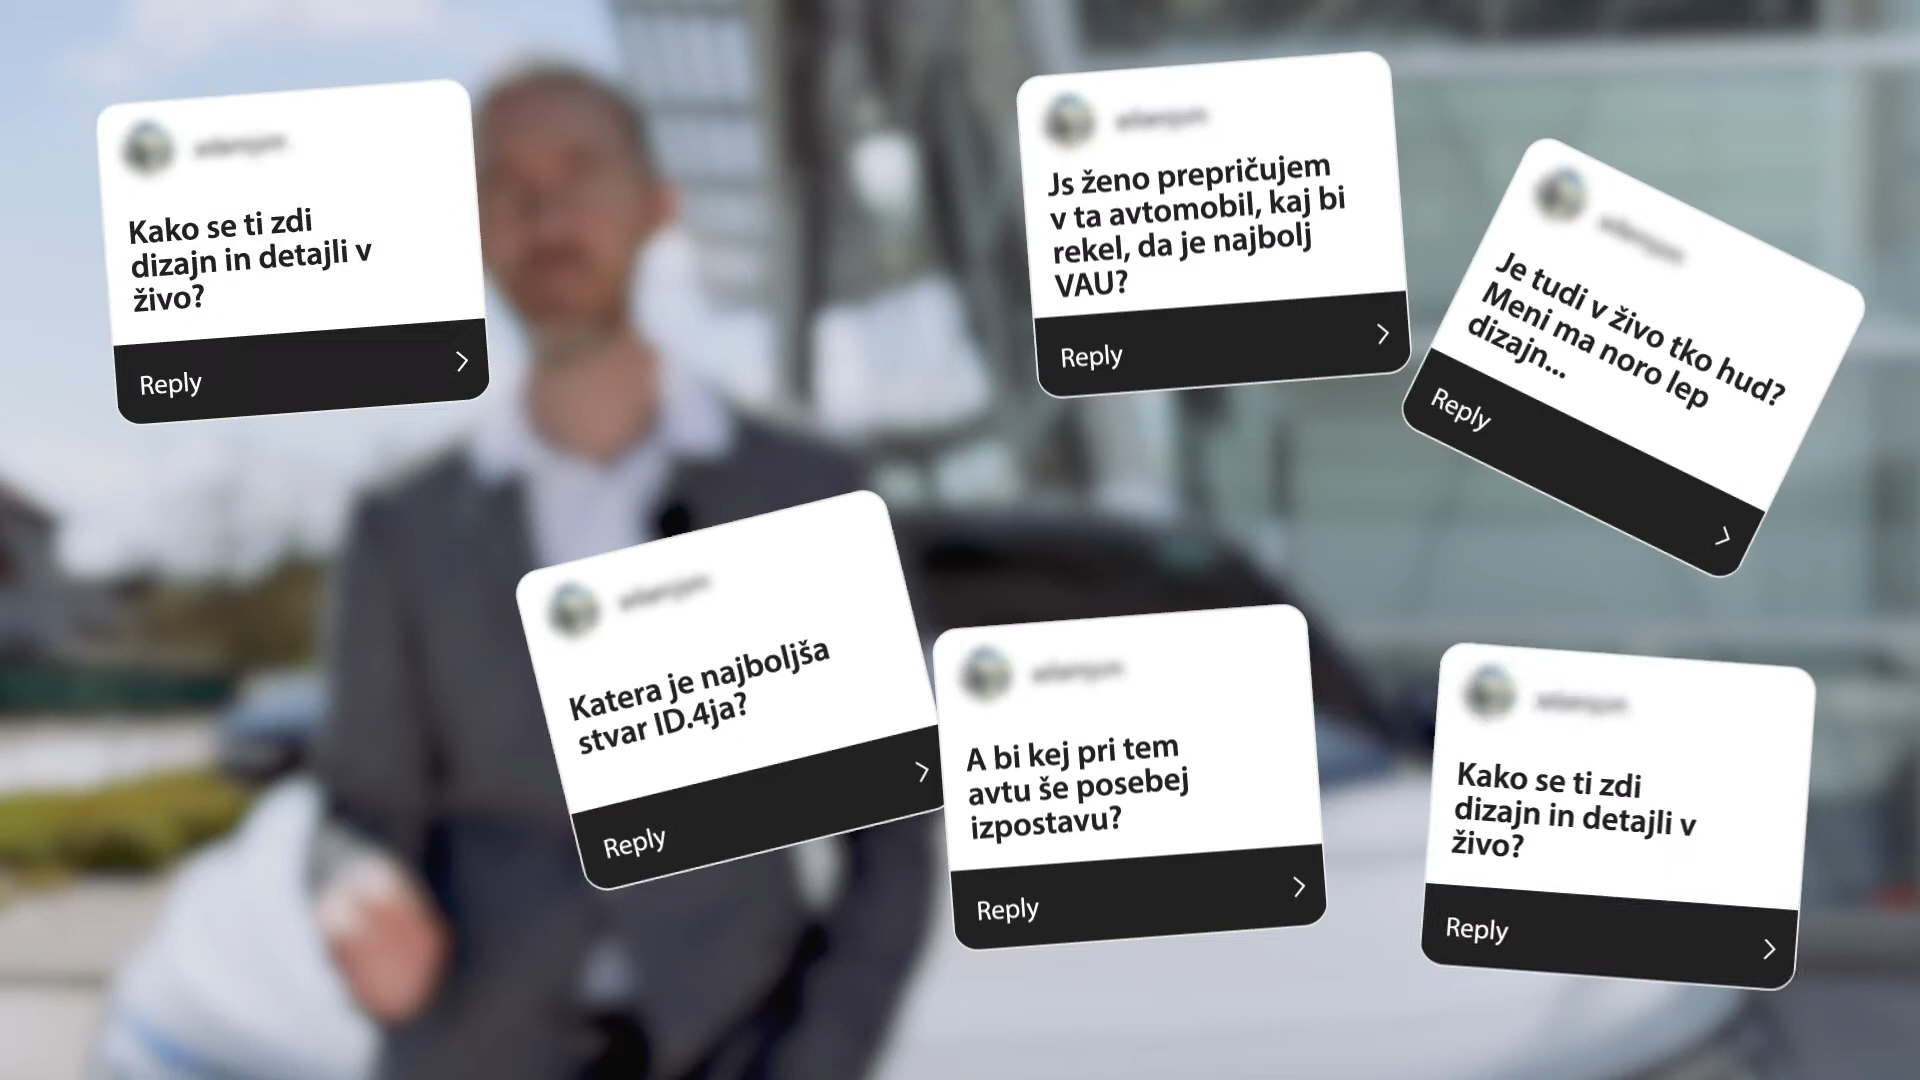 Kako se ti zdi
dizajn in detajli v
živo?
Reply
Js ženo prepričujem
v ta avtomobil, kaj bi
rekel, da je najbolj
VAU?
Reply
Je tudi v živo tko hud?
Meni ma noro lep
dizajn...
Reply
Katera je najboljša
stvar ID.4ja?
Reply
A bi kej pri tem
avtu še posebej
izpostavu?
Reply
Kako se ti zdi
dizajn in detajli v
živo?
Reply